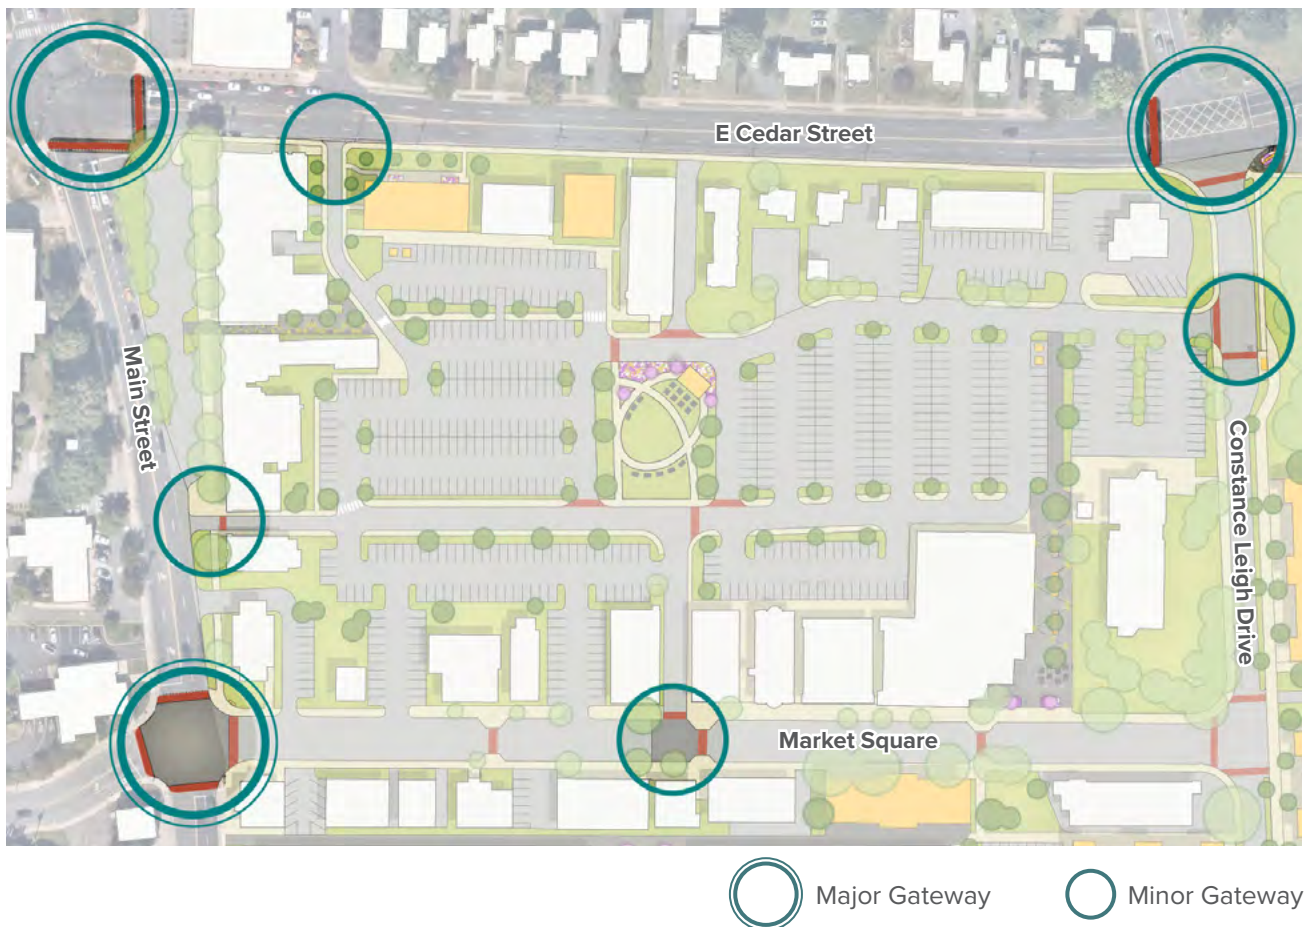 E Cedar Street
Main Street
Constance Leigh Drive
Market Square
Major Gateway
Minor Gateway